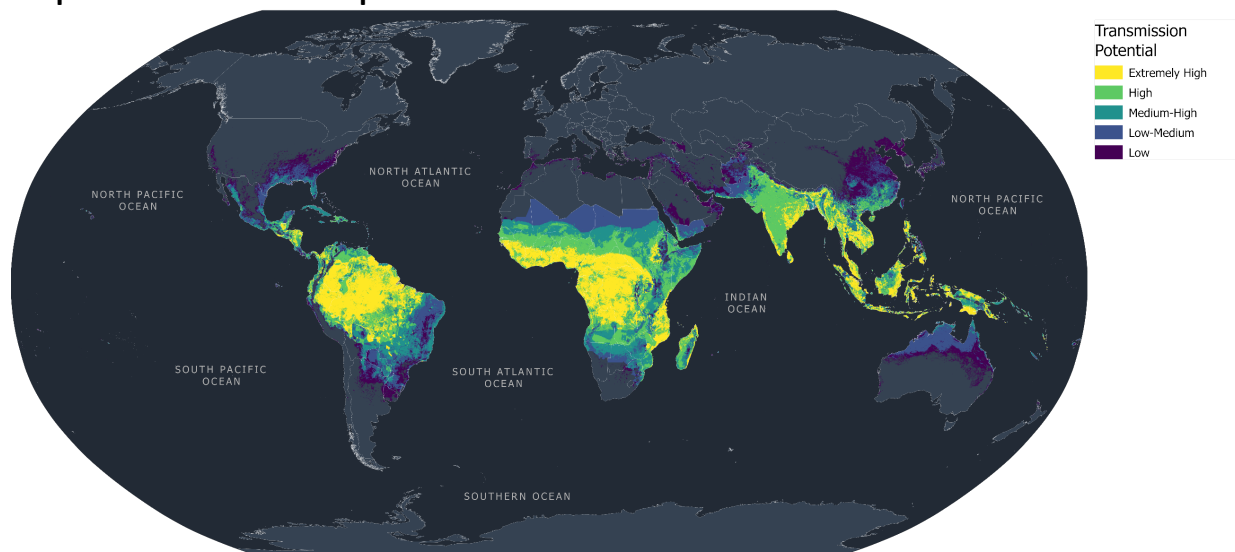 Transmission
Potential
Extremely High
High
Medium-High
Low-Medium
Low
NORTH ATLANTIC
OCEAN
NORTH PACIFIC
OCEAN
NORTH PACIFIC
OCEAN
INDIAN
OCEAN
SOUTH PACIFIC
OCEAN
SOUTH ATLANTIC
OCEAN
SOUTHERN OCEAN